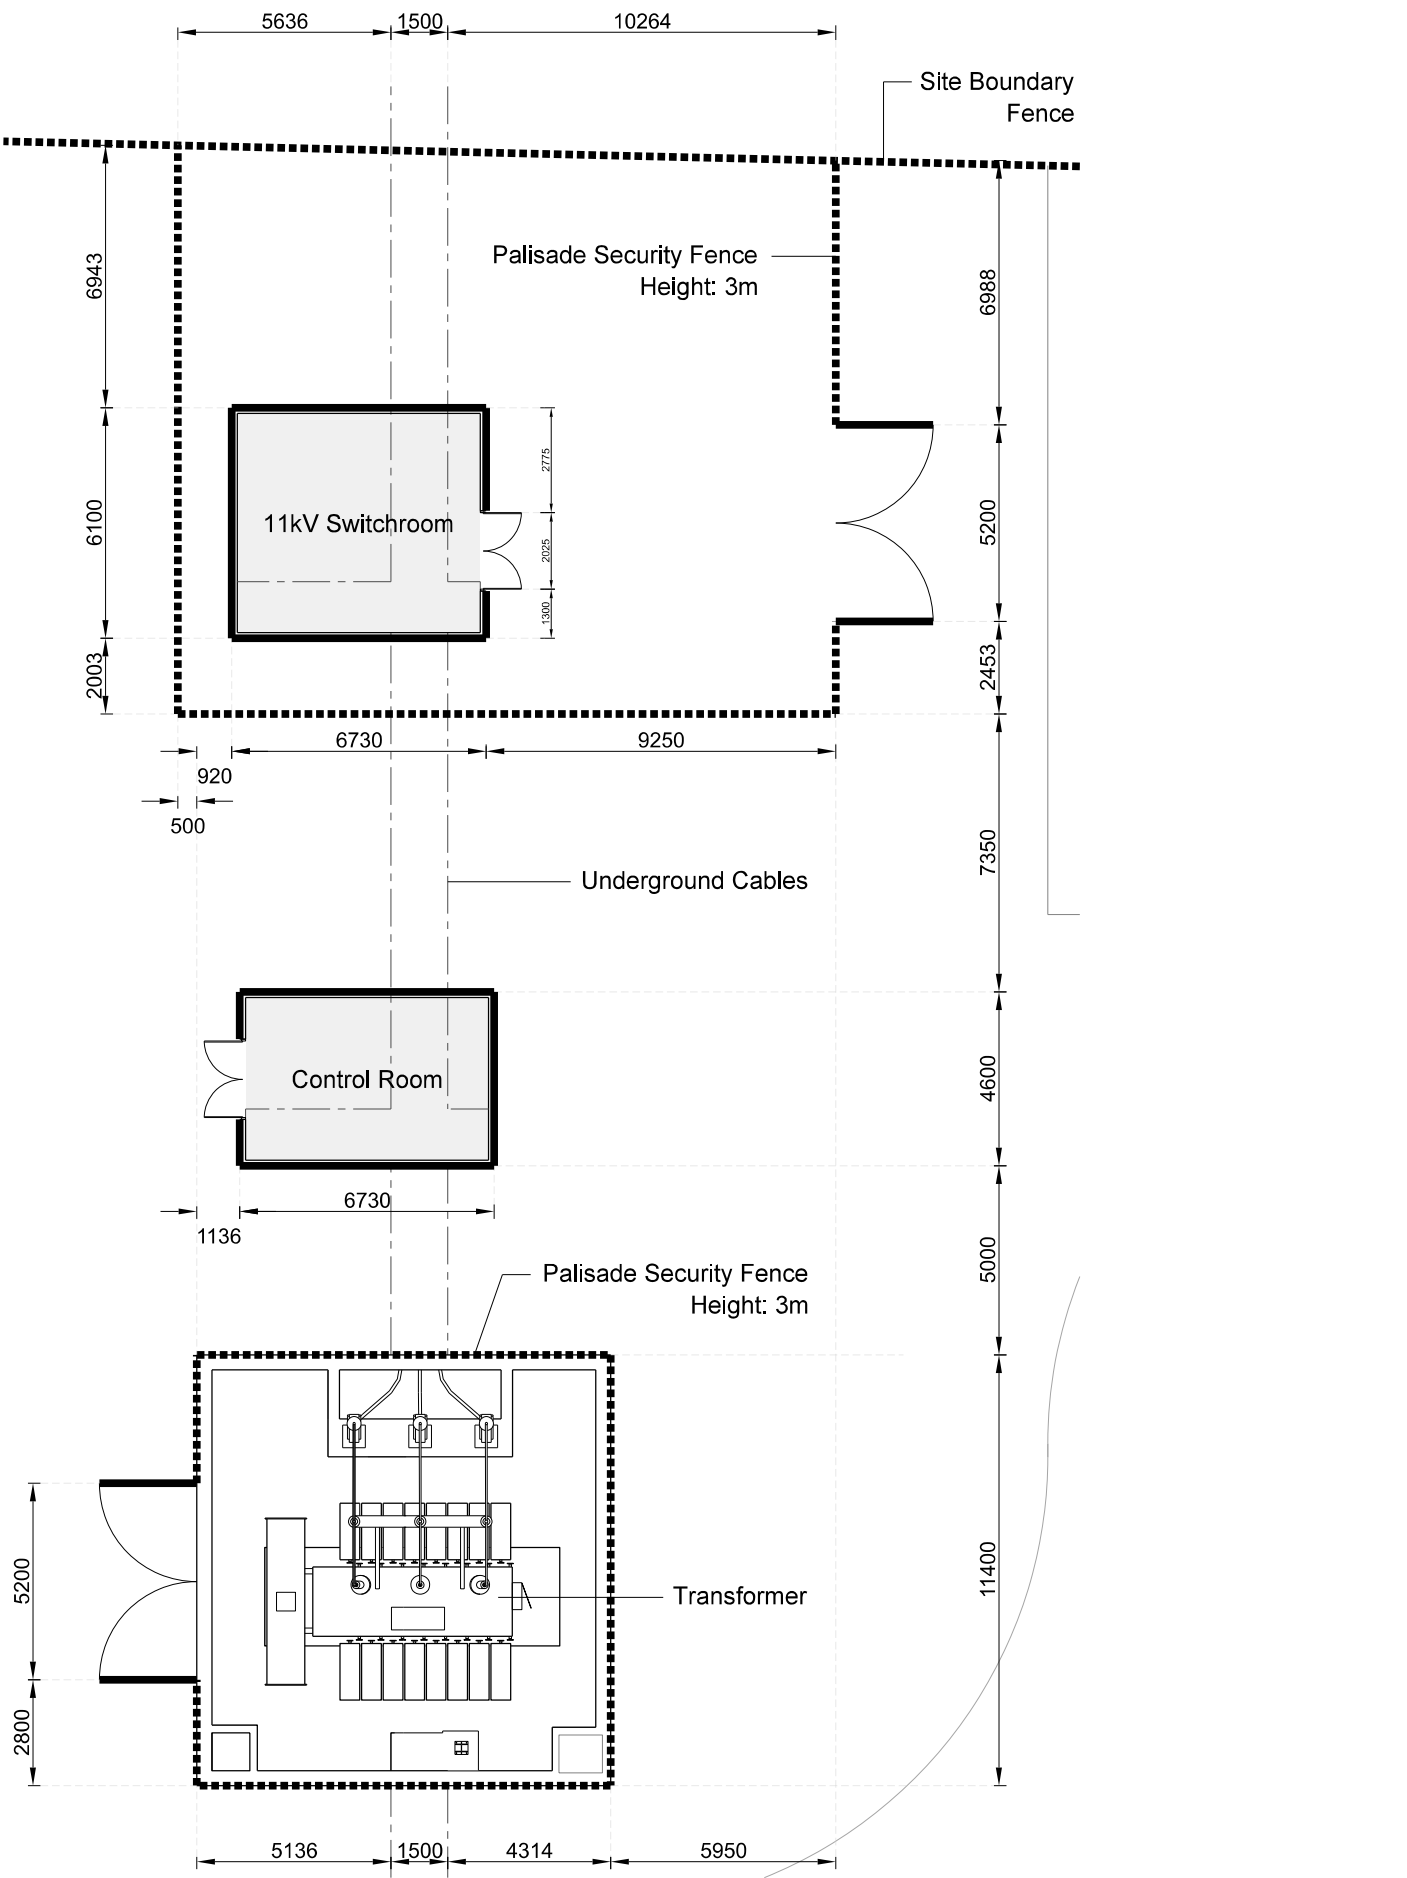 5636
1500
10264
Site Boundary
Fence
Palisade Security Fence
Height: 3m
6943
6988
2775
11kV Switchroom
6100
2025
5200
1300
2003
2453
6730
9250
920
500
7350
Underground Cables
Control Room
4600
6730
1136
5000
Palisade Security Fence
Height: 3m
5200
11400
Transformer
2800
5136
1500
4314
5950